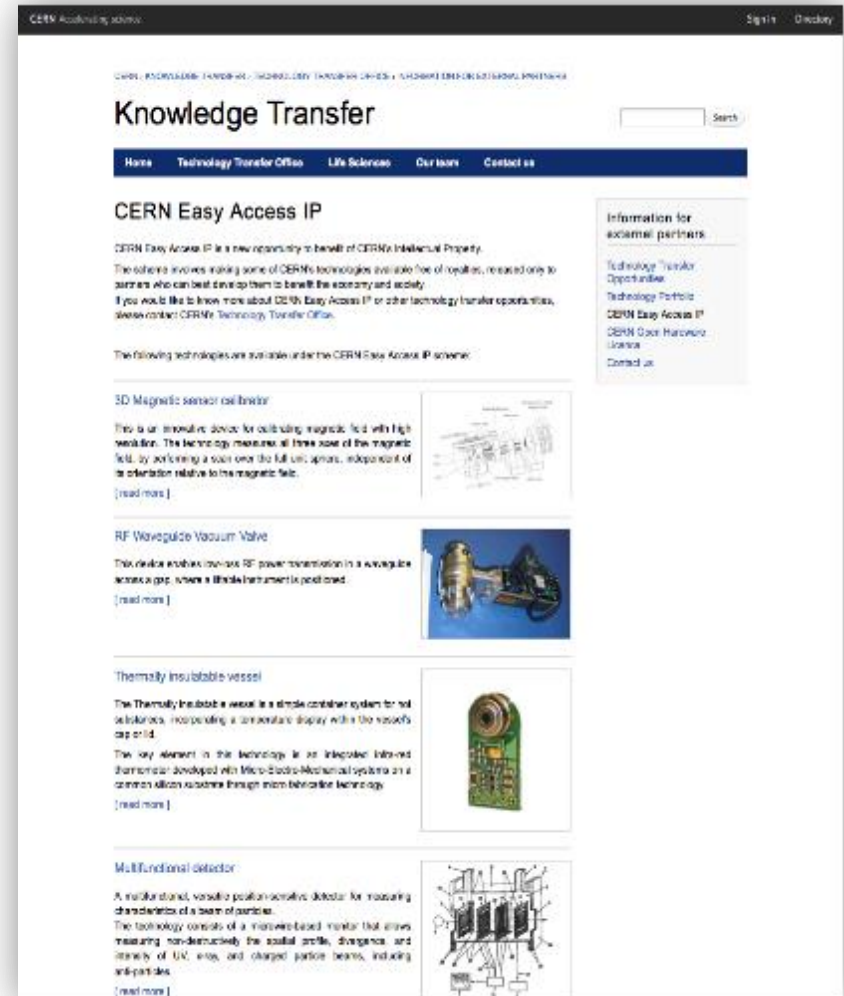 CERN Accelerating science
Sign in Directory
CERN › KNOWLEDGE TRANSFER › TECHNOLOGY TRANSFER OFFICE › INFORMATION FOR EXTERNAL PARTNERS
Knowledge Transfer
Search
Home Technology Transfer Office Life Sciences Our team Contact us
CERN Easy Access IP
CERN Easy Access IP is a new opportunity to benefit of CERN's Intellectual Property.
The scheme involves making some of CERN's technologies available free of royalties, released only to
partners who can best develop them to benefit the economy and society.
If you would like to know more about CERN Easy Access IP or other technology transfer opportunities,
please contact CERN's Technology Transfer Office.
The following technologies are available under the CERN Easy Access IP scheme:
Information for
external partners
Technology Transfer
Opportunities
Technology Portfolio
CERN Easy Access IP
CERN Open Hardware
Licence
Contact us
3D Magnetic sensor calibrator
This is an innovative device for calibrating magnetic field with high
resolution. The technology measures all three axes of the magnetic
field, by performing a scan over the full unit sphere, independent of
its orientation relative to the magnetic field.
[ read more ]
RF Waveguide Vacuum Valve
This device enables low-loss RF power transmission in a waveguide
across a gap, where a liftable instrument is positioned.
[ read more ]
Thermally insulatable vessel
The Thermally insulatable vessel is a simple container system for hot
substances, incorporating a temperature display within the vessel's
cap or lid.
The key element in this technology is an integrated infra-red
thermometer developed with Micro-Electro-Mechanical systems on a
common silicon substrate through micro fabrication technology
[ read more ]
Multifunctional detector
A multifunctional, versatile position-sensitive detector for measuring
characteristics of a beam of particles.
The technology consists of a microwire-based monitor that allows
measuring non-destructively the spatial profile, divergence, and
intensity of UV, x-ray, and charged particle beams, including
anti-particles
[ read more ]